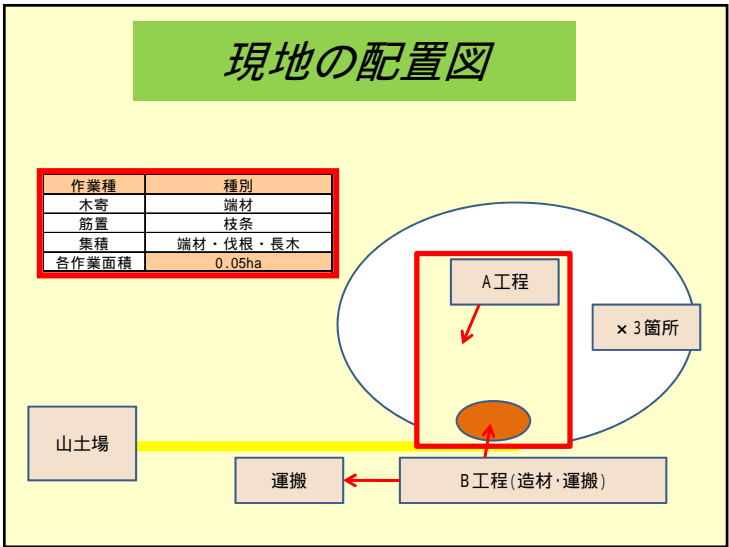 現地の配置図
作業種 種別
木寄 端材
筋置 枝条
集積 端材・伐根・長木
各作業面積 0.05ha
A工程
×3箇所
山土場
運搬
B工程(造材・運搬)